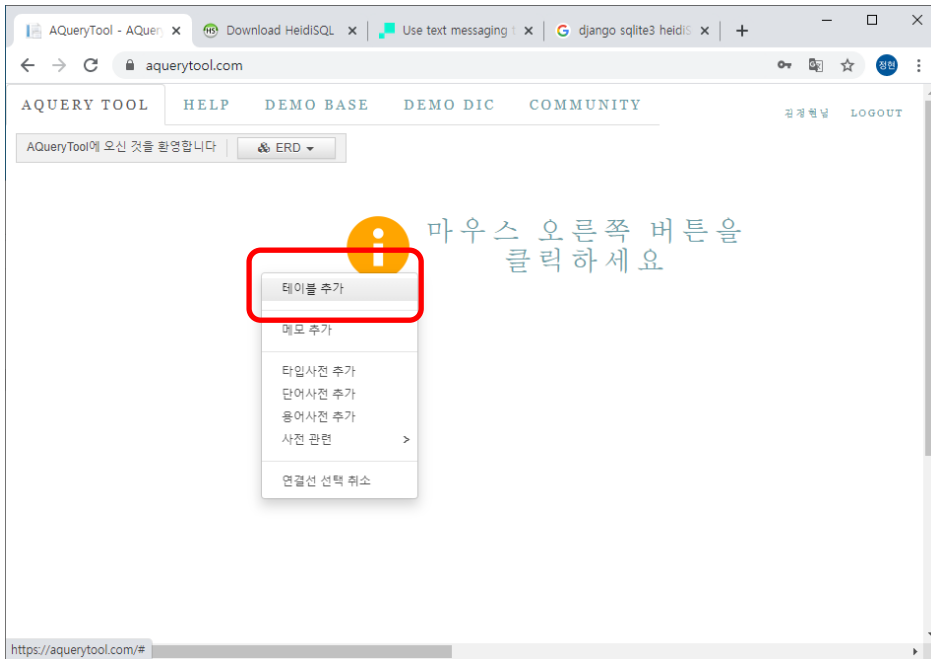 AQueryTool - AQuer
Download HeidiSQL
Use text messaging
django sqlite3 heidiS
aquerytool.com
정현
AQUERY TOOL
HELP
DEMO BASE
DEMO DIC
COMMUNITY
님
LOGOUT
AQueryTool에 오신 것을 환영합니다
ERD
마우스 오른쪽 버튼을
클릭하세요
테이블 추가
메모 추가
타입사전 추가
단어사전 추가
용어사전 추가
사전 관련
연결선 선택 취소
https://aquerytool.com/#